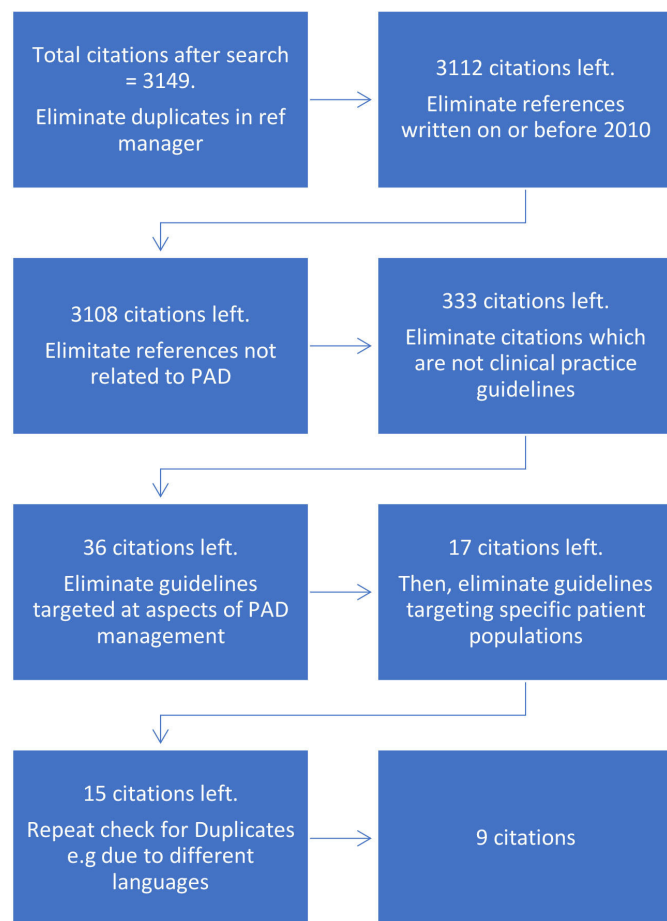 Total citations after search
= 3149.
Eliminate duplicates in ref
manager
3112 citations left.
Eliminate references
written on or before 2010
3108 citations left.
Elimitate references not
related to PAD
333 citations left.
Eliminate citations which
are not clinical practice
guidelines
36 citations left.
Eliminate guidelines
targeted at aspects of PAD
management
17 citations left.
Then, eliminate guidelines
targeting specific patient
populations
15 citations left.
Repeat check for Duplicates
e.g due to different
languages
9 citations